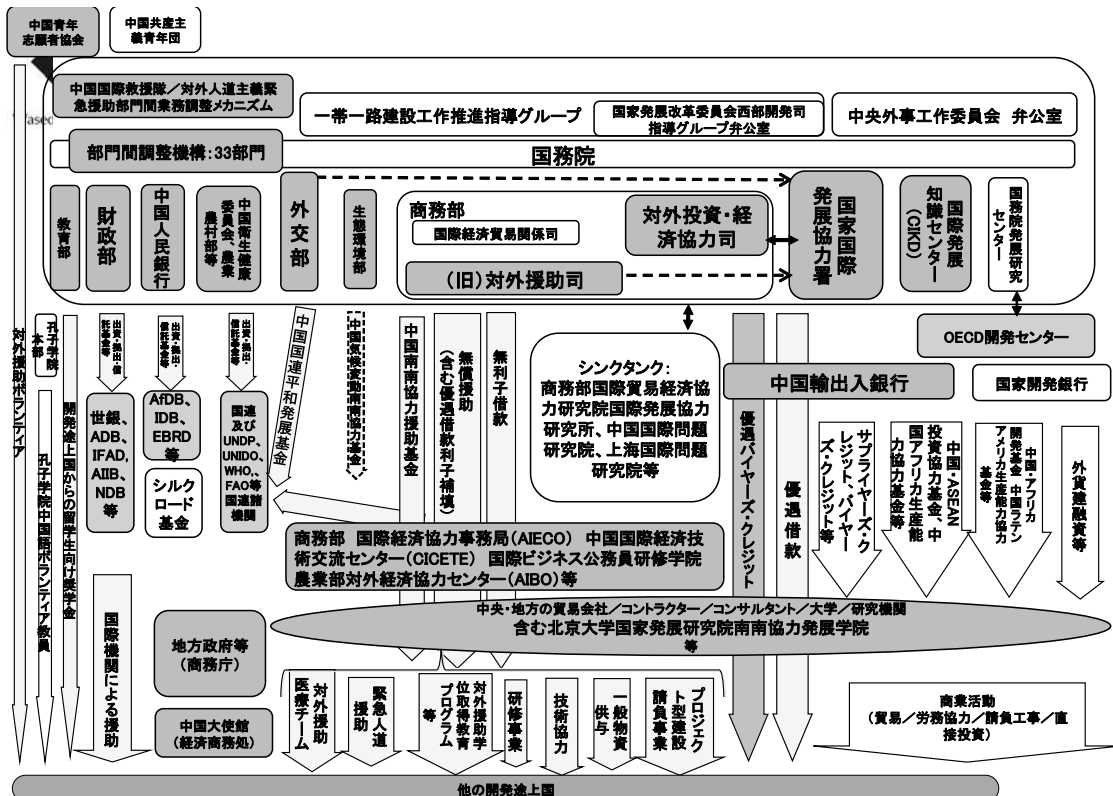 中国青年
志願者協会
中国共産主
義青年団
中国国際救援隊／対外人道主義緊
急援助部門間業務調整メカニズム
一帯一路建設工作推進指導グループ
国家発展改革委員会西部開発司
指導グループ弁公室
中央外事工作委員会 弁公室
部門間調整機構：33部門
国務院
教育部
財政部
中国人民銀行
中国衛生健康
委員会、農業
農村部等
外交部
生態環境部
商務部
国際経済貿易関係司
対外投資・経
済協力司
(旧)対外援助司
国家国際
発展協力署
国際発展
知識センター
(CIKD)
国務院発展研究
センター
OECD開発センター
対外援助ボランティア
孔子学院
本部
孔子学院中国語ボランティア教員
開発途上国からの留学生向け奨学金
出資・拠出・信
託基金等
出資・拠出・
信託基金等
出資・拠出・
信託基金等
世銀、
ADB、
IFAD,
AIIB、
NDB
等
AfDB、
IDB、
EBRD
等
シルク
ロード
基金
国連
及び
UNDP、
UNIDO、
WHO,、
FAO等
国連諸
機関
中国国連平和発展基金
中国気候変動南南協力基金
中国南南協力援助基金
無償援助
(含む優遇借款利子補填)
無利子借款
シンクタンク：
商務部国際貿易経済協
力研究院国際発展協力
研究所、中国国際問題
研究院、上海国際問題
研究院等
中国輸出入銀行
国家開発銀行
優遇バイヤーズ・クレジット
優遇借款
サプライヤーズ・ク
レジット、バイヤー
ズ・クレジット等
中国・ASEAN
投資協力基金、中
国アフリカ生産能
力協力基金等
中国・アフリカ
開発基金・中国ラテン
アメリカ生産能力協力
基金等
外貨建融資等
商務部 国際経済協力事務局(AIECO) 中国国際経済技
術交流センター(CICETE) 国際ビジネス公務員研修学院
農業部対外経済協力センター(AIBO)等
中央・地方の貿易会社／コントラクター／コンサルタント／大学／研究機関
含む北京大学国家発展研究院南南協力発展学院
等
国際機関による援助
地方政府等
(商務庁)
中国大使館
(経済商務処)
対外援助
医療チーム
緊急人道
援助
対外援助学
位取得教育
プログラム
等
研修事業
技術協力
一般物資
供与
プロジェク
ト型建設
請負事業
商業活動
(貿易／労務協力／請負工事／直
接投資)
他の開発途上国